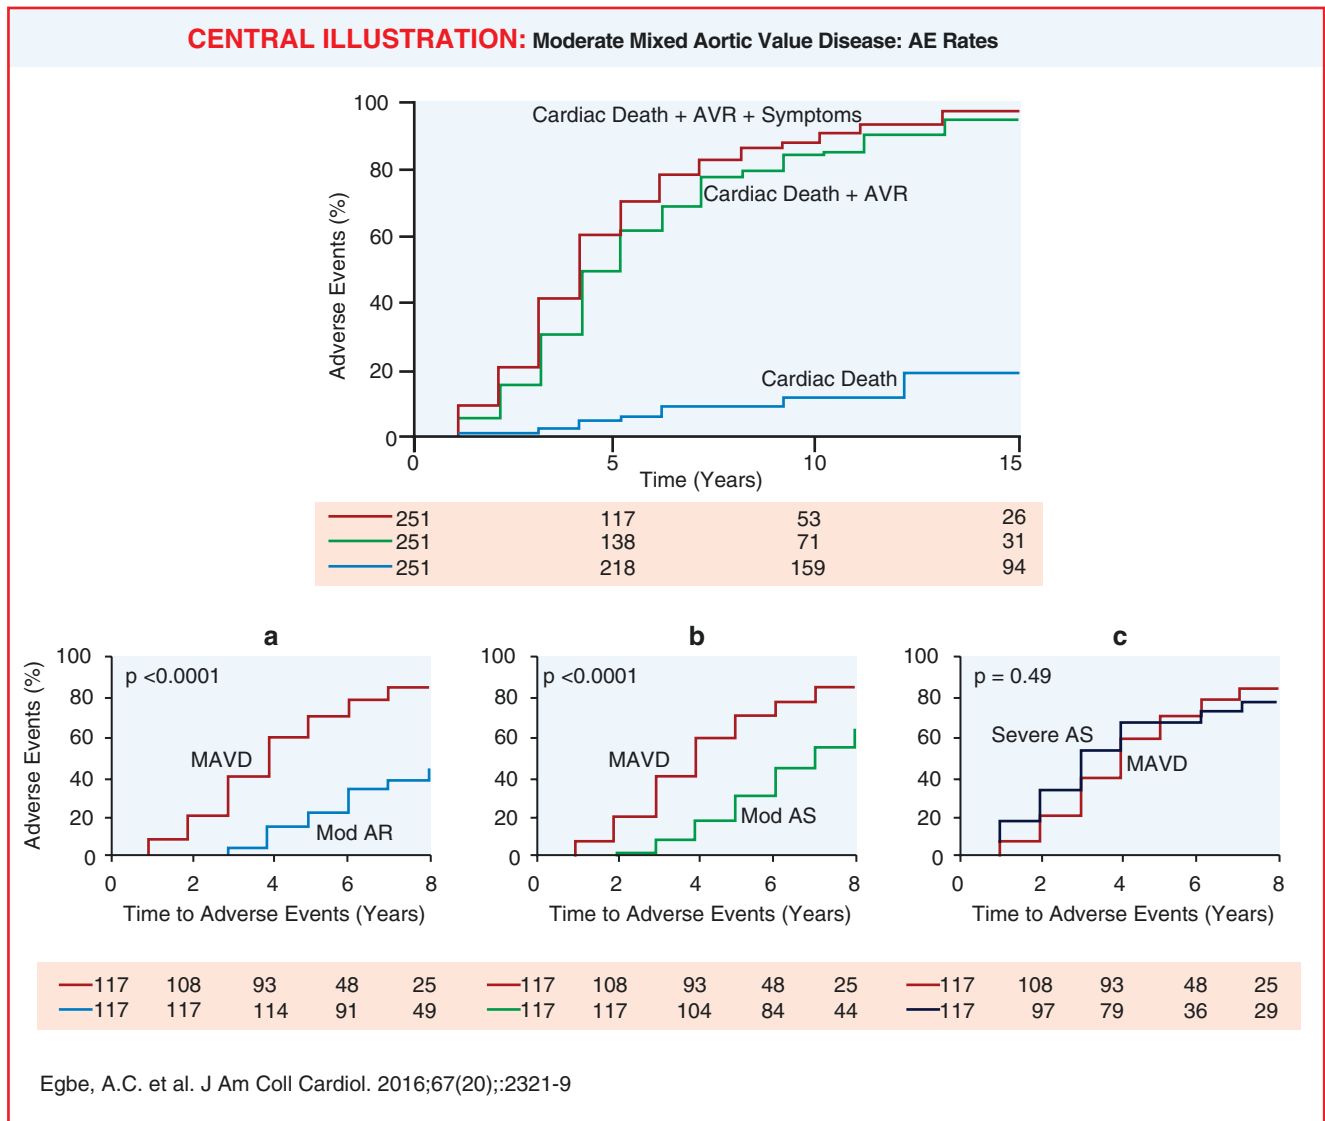 CENTRAL ILLUSTRATION: Moderate Mixed Aortic Value Disease: AE Rates
Adverse Events (%)
100
80
60
40
20
0
Cardiac Death + AVR + Symptoms
Cardiac Death + AVR
Cardiac Death
0 5 10 15
Time (Years)
251 117 53 26
251 138 71 31
251 218 159 94
a
Adverse Events (%)
100
80
60
40
20
0
p <0.0001
MAVD
Mod AR
0 2 4 6 8
Time to Adverse Events (Years)
b
100
80
60
40
20
0
p <0.0001
MAVD
Mod AS
0 2 4 6 8
Time to Adverse Events (Years)
c
100
80
60
40
20
0
p = 0.49
Severe AS
MAVD
0 2 4 6 8
Time to Adverse Events (Years)
117 108 93 48 25 117 108 93 48 25 117 108 93 48 25
117 117 114 91 49 117 117 104 84 44 117 97 79 36 29
Egbe, A.C. et al. J Am Coll Cardiol. 2016;67(20);:2321-9